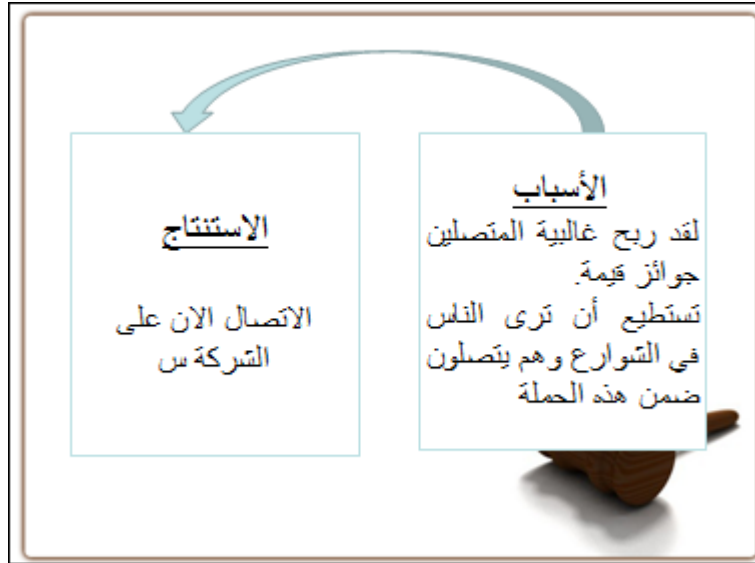 الأسباب
لقد ربح غالبية المتصلين
جوائز قيمة.
تستطيع أن ترى الناس
في الشوارع وهم يتصلون
ضمن هذه الحملة
الاستنتاج
الاتصال الان على
الشركة س